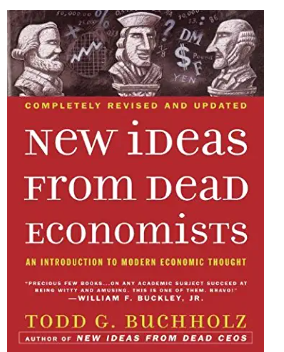 ? DM
$
£
YEN
COMPLETELY REVISED AND UPDATED
NEW iDEAS
FROM DEAD
ECONOMISTS
AN INTRODUCTION TO MODERN ECONOMIC THOUGHT
"PRECIOUS FEW BOOKS...ON ANY ACADEMIC SUBJECT SUCCEED AT
BEING WITTY AND AMUSING. THIS IS ONE OF THEM. BRAVO!"
—WILLIAM F. BUCKLEY, JR.
TODD G. BUCHHOLZ
AUTHOR OF NEW IDEAS FROM DEAD CEOS